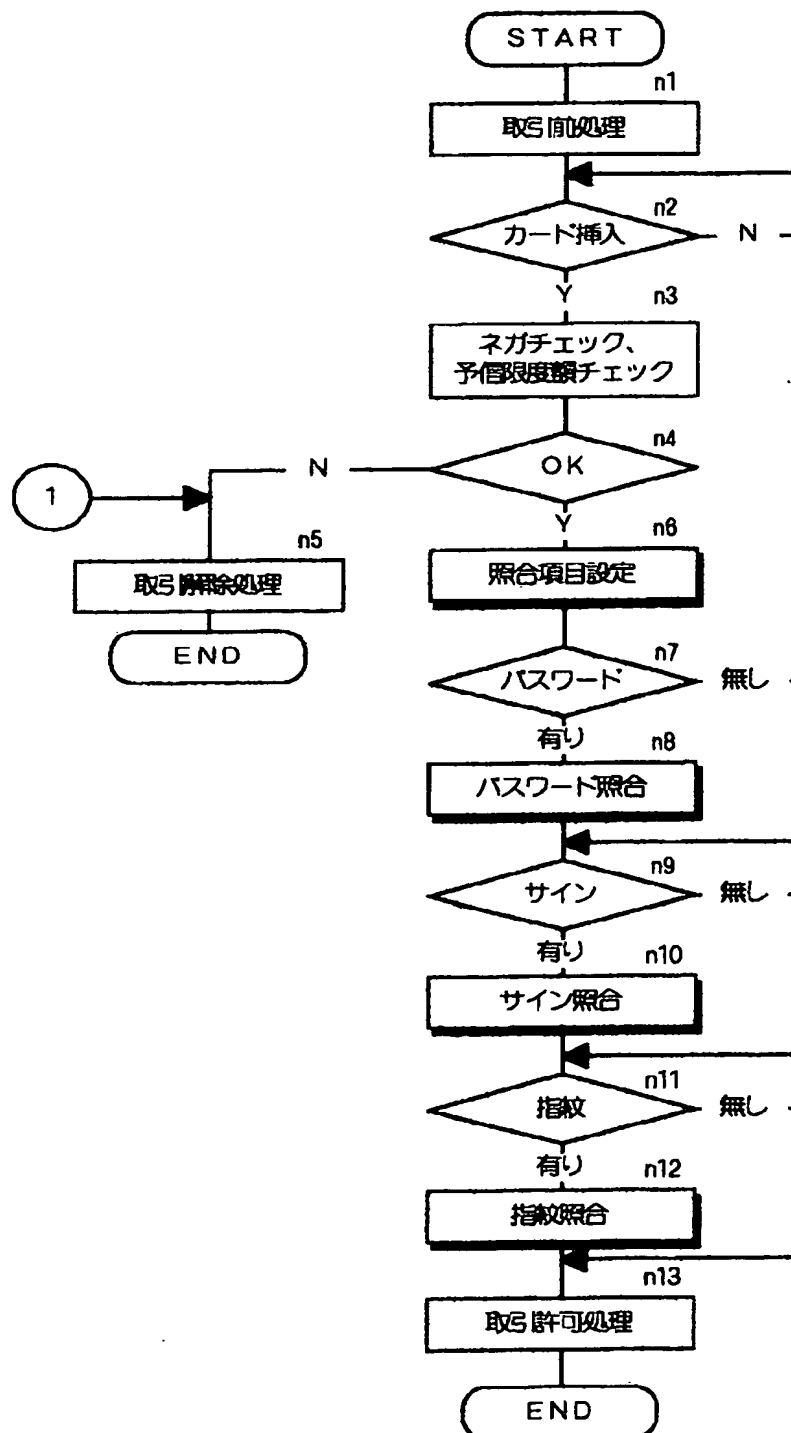 START
n1
取引前処理
n2
カード挿入
N
Y
n3
ネガチェック、
予信限度額チェック
n4
OK
N
1
Y
n5
取引解除処理
END
n6
照合項目設定
n7
パスワード
無し
有り
n8
パスワード照合
n9
サイン
無し
有り
n10
サイン照合
n11
指紋
無し
有り
n12
指紋照合
n13
取引許可処理
END